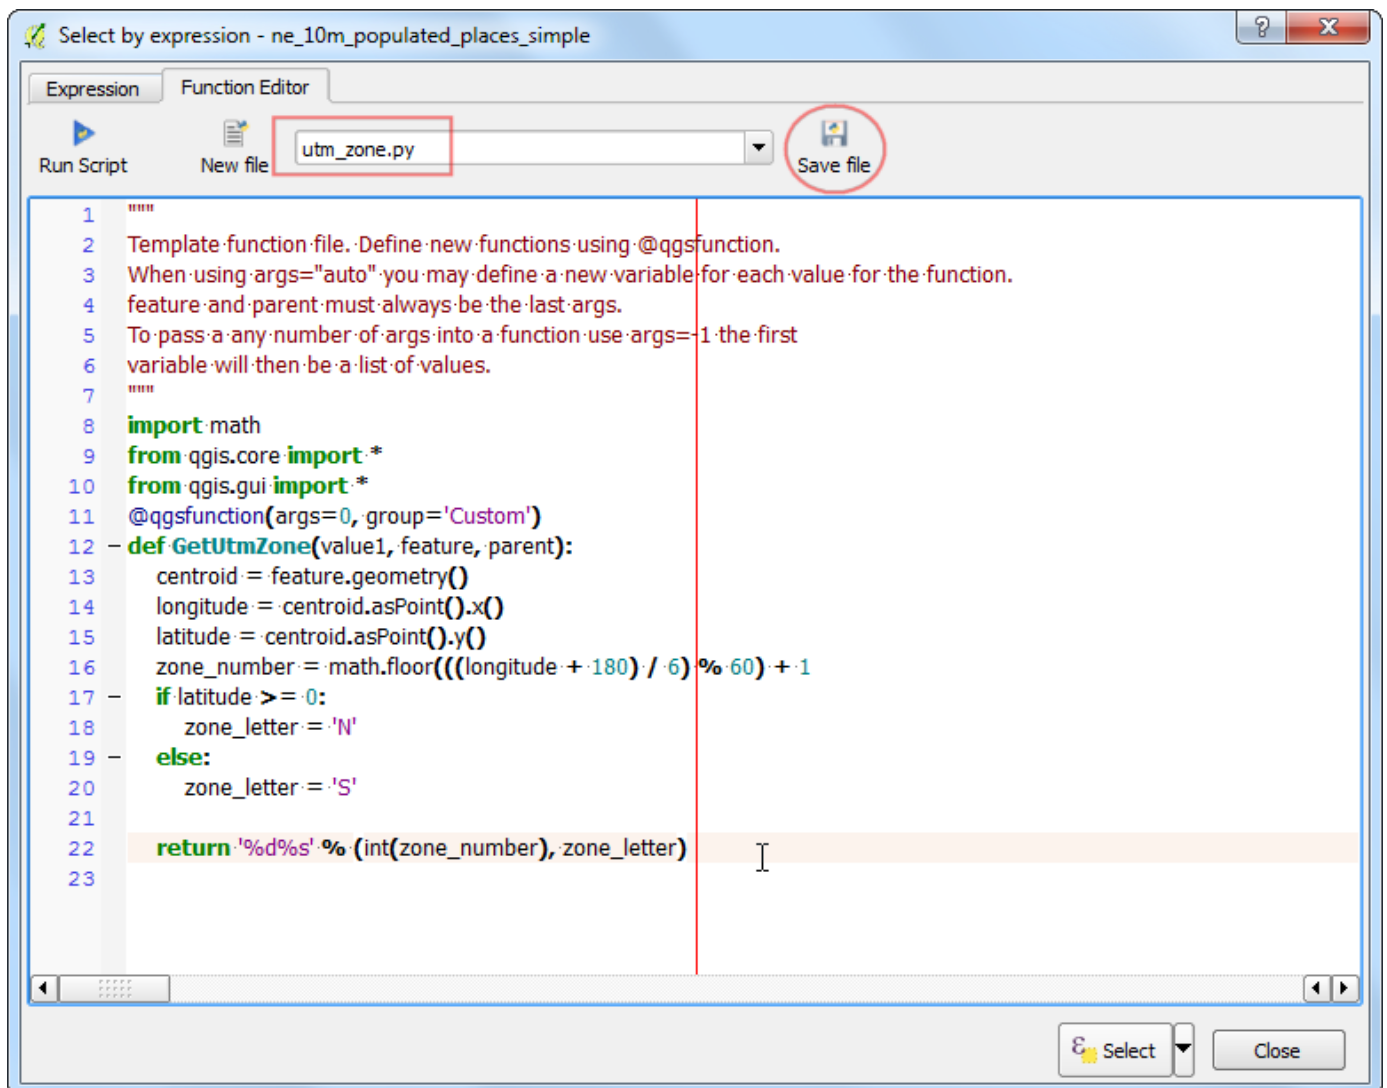 Select by expression - ne_10m_populated_places_simple
?
X
Expression
Function Editor
Run Script
New file
utm_zone.py
Save file
1 """
2 Template function file. Define new functions using @qgsfunction.
3 When using args="auto" you may define a new variable for each value for the function.
4 feature and parent must always be the last args.
5 To pass a any number of args into a function use args=-1 the first
6 variable will then be a list of values.
7 """
8 import math
9 from qgis.core import *
10 from qgis.gui import *
11 @qgsfunction(args=0, group='Custom')
12 def GetUtmZone(value1, feature, parent):
13 centroid = feature.geometry()
14 longitude = centroid.asPoint().x()
15 latitude = centroid.asPoint().y()
16 zone_number = math.floor(((longitude + 180) / 6) % 60) + 1
17 if latitude >= 0:
18 zone_letter = 'N'
19 else:
20 zone_letter = 'S'
21
22 return '%d%s' % (int(zone_number), zone_letter)
23
ε Select
Close